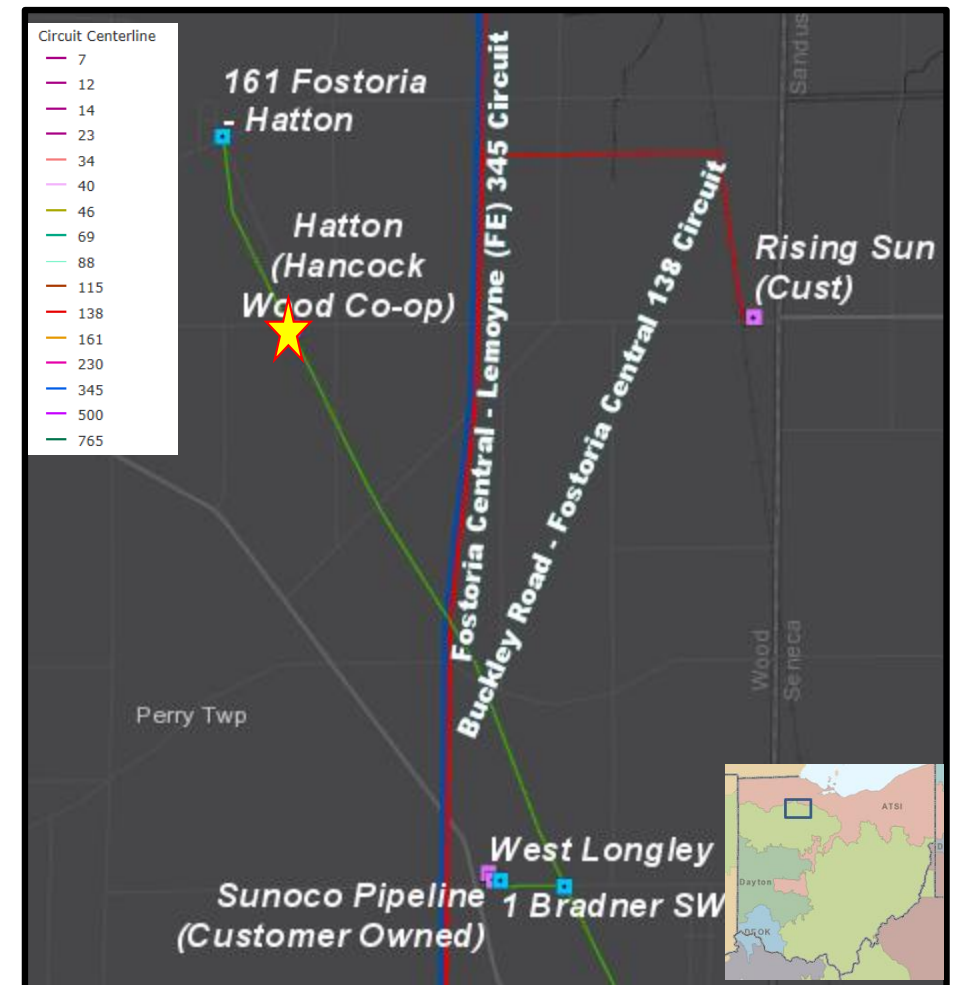 Circuit Centerline
7
12
14
23
34
40
46
69
88
115
138
161
230
345
500
765
161 Fostoria
- Hatton
Hatton
(Hancock
Wood Co-op)
Fostoria Central - Lemoyne (FE) 345 Circuit
Buckley Road - Fostoria Central 138 Circuit
Rising Sun
(Cust)
Sandus
Wood
Seneca
Perry Twp
West Longley
Sunoco Pipeline
(Customer Owned)
1 Bradner SW
ATSI
Dayton
DEOK